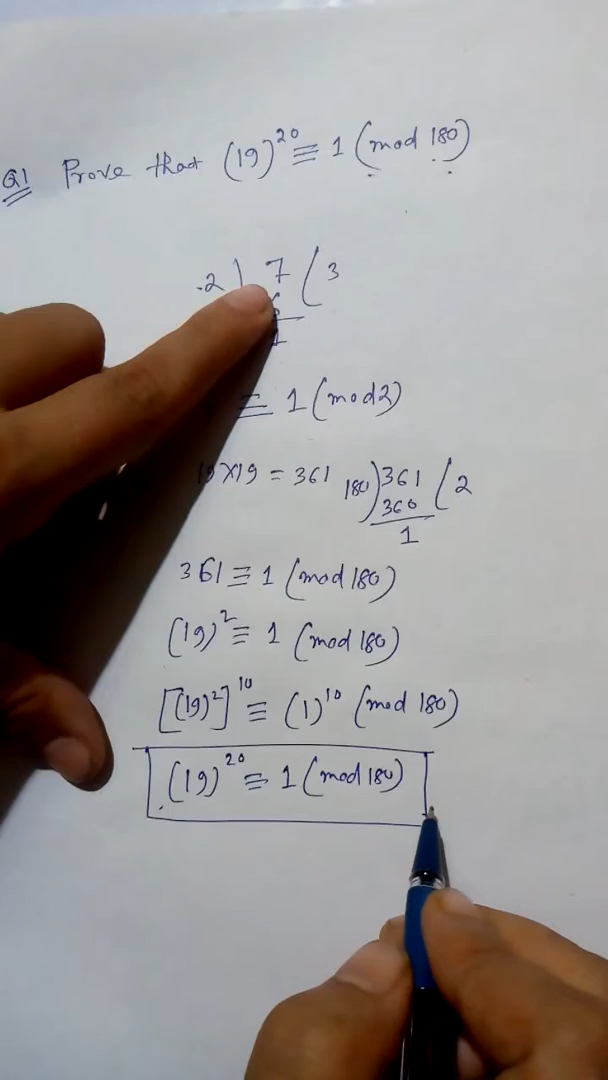 Q1 Prove that (19)²⁰ ≡ 1 (mod 180)
2) 7 (3
1
≡ 1 (mod 2)
19×19 = 361 180)361(2
360
1
361 ≡ 1 (mod 180)
(19)² ≡ 1 (mod 180)
[(19)²]¹⁰ ≡ (1)¹⁰ (mod 180)
(19)²⁰ ≡ 1 (mod 180)